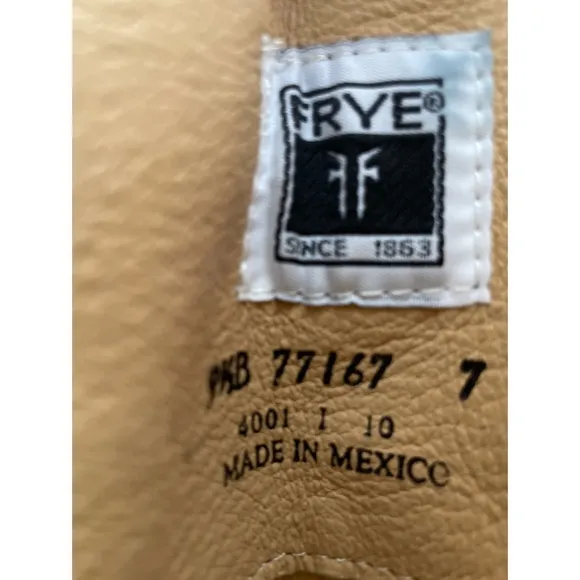 FRYE®
SINCE 1863
77167 7
4001 I 10
MADE IN MEXICO